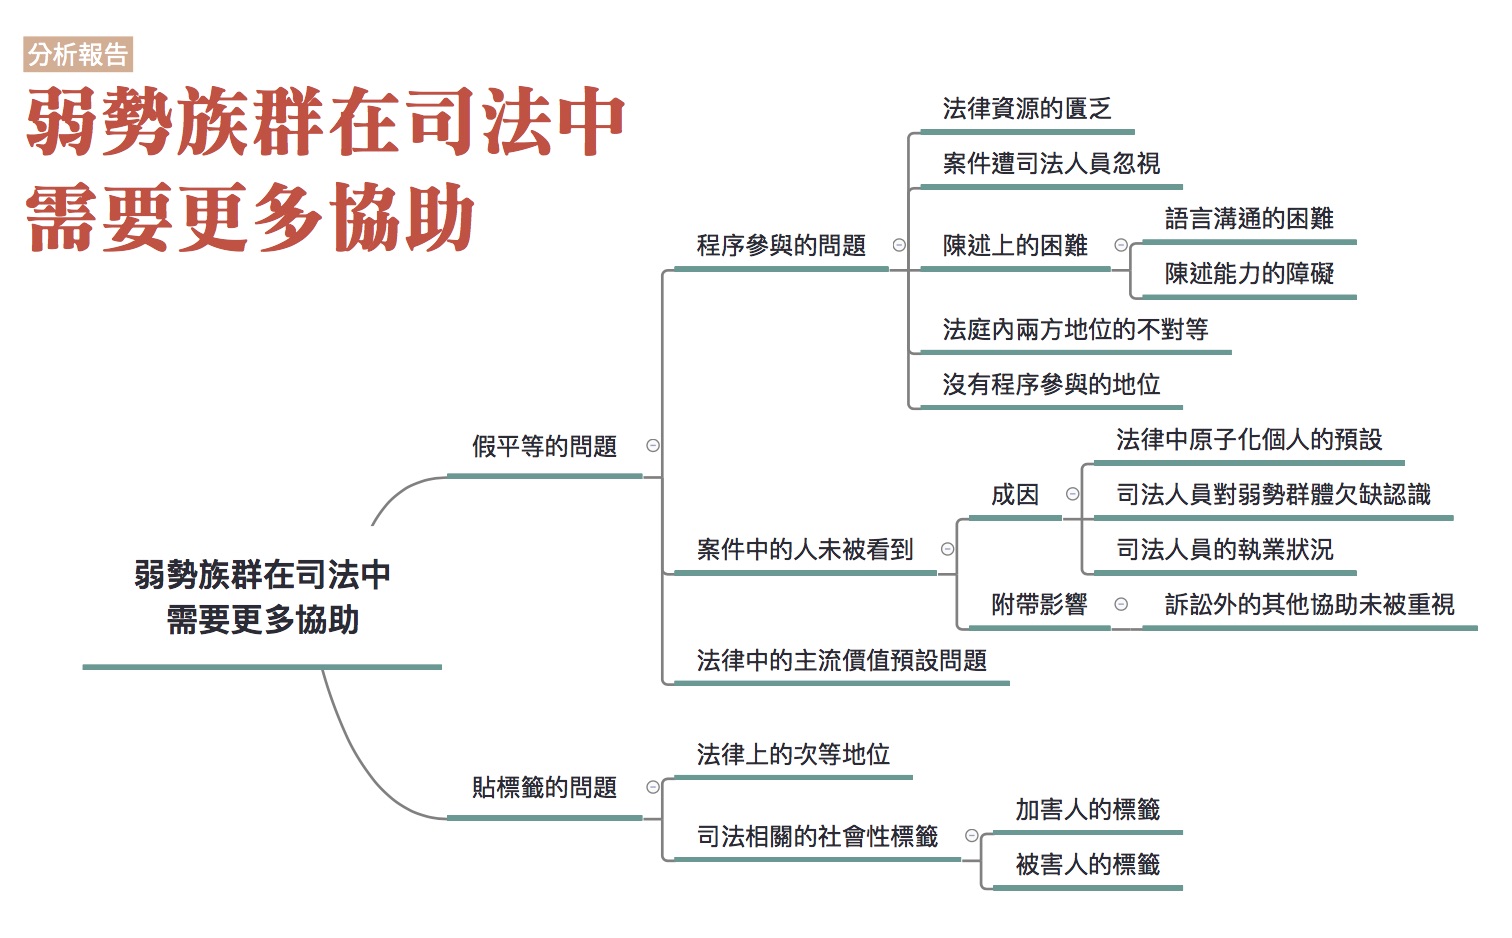 分析報告
弱勢族群在司法中
需要更多協助
弱勢族群在司法中
需要更多協助
假平等的問題
程序參與的問題
法律資源的匱乏
案件遭司法人員忽視
陳述上的困難
語言溝通的困難
陳述能力的障礙
法庭內兩方地位的不對等
沒有程序參與的地位
案件中的人未被看到
成因
法律中原子化個人的預設
司法人員對弱勢群體欠缺認識
司法人員的執業狀況
附帶影響
訴訟外的其他協助未被重視
法律中的主流價值預設問題
貼標籤的問題
法律上的次等地位
司法相關的社會性標籤
加害人的標籤
被害人的標籤